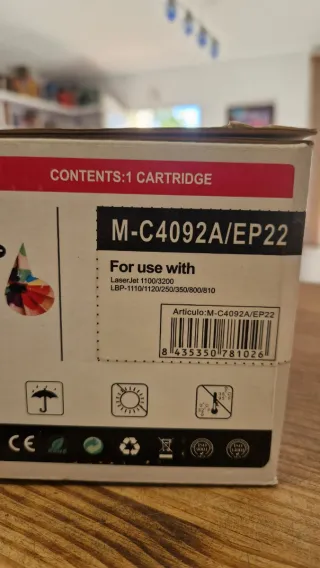 CONTENTS:1 CARTRIDGE
M-C4092A/EP22
For use with
LaserJet 1100/3200
LBP-1110/1120/250/350/800/810
Articulo:M-C4092A/EP22
8 435350 781026
CE